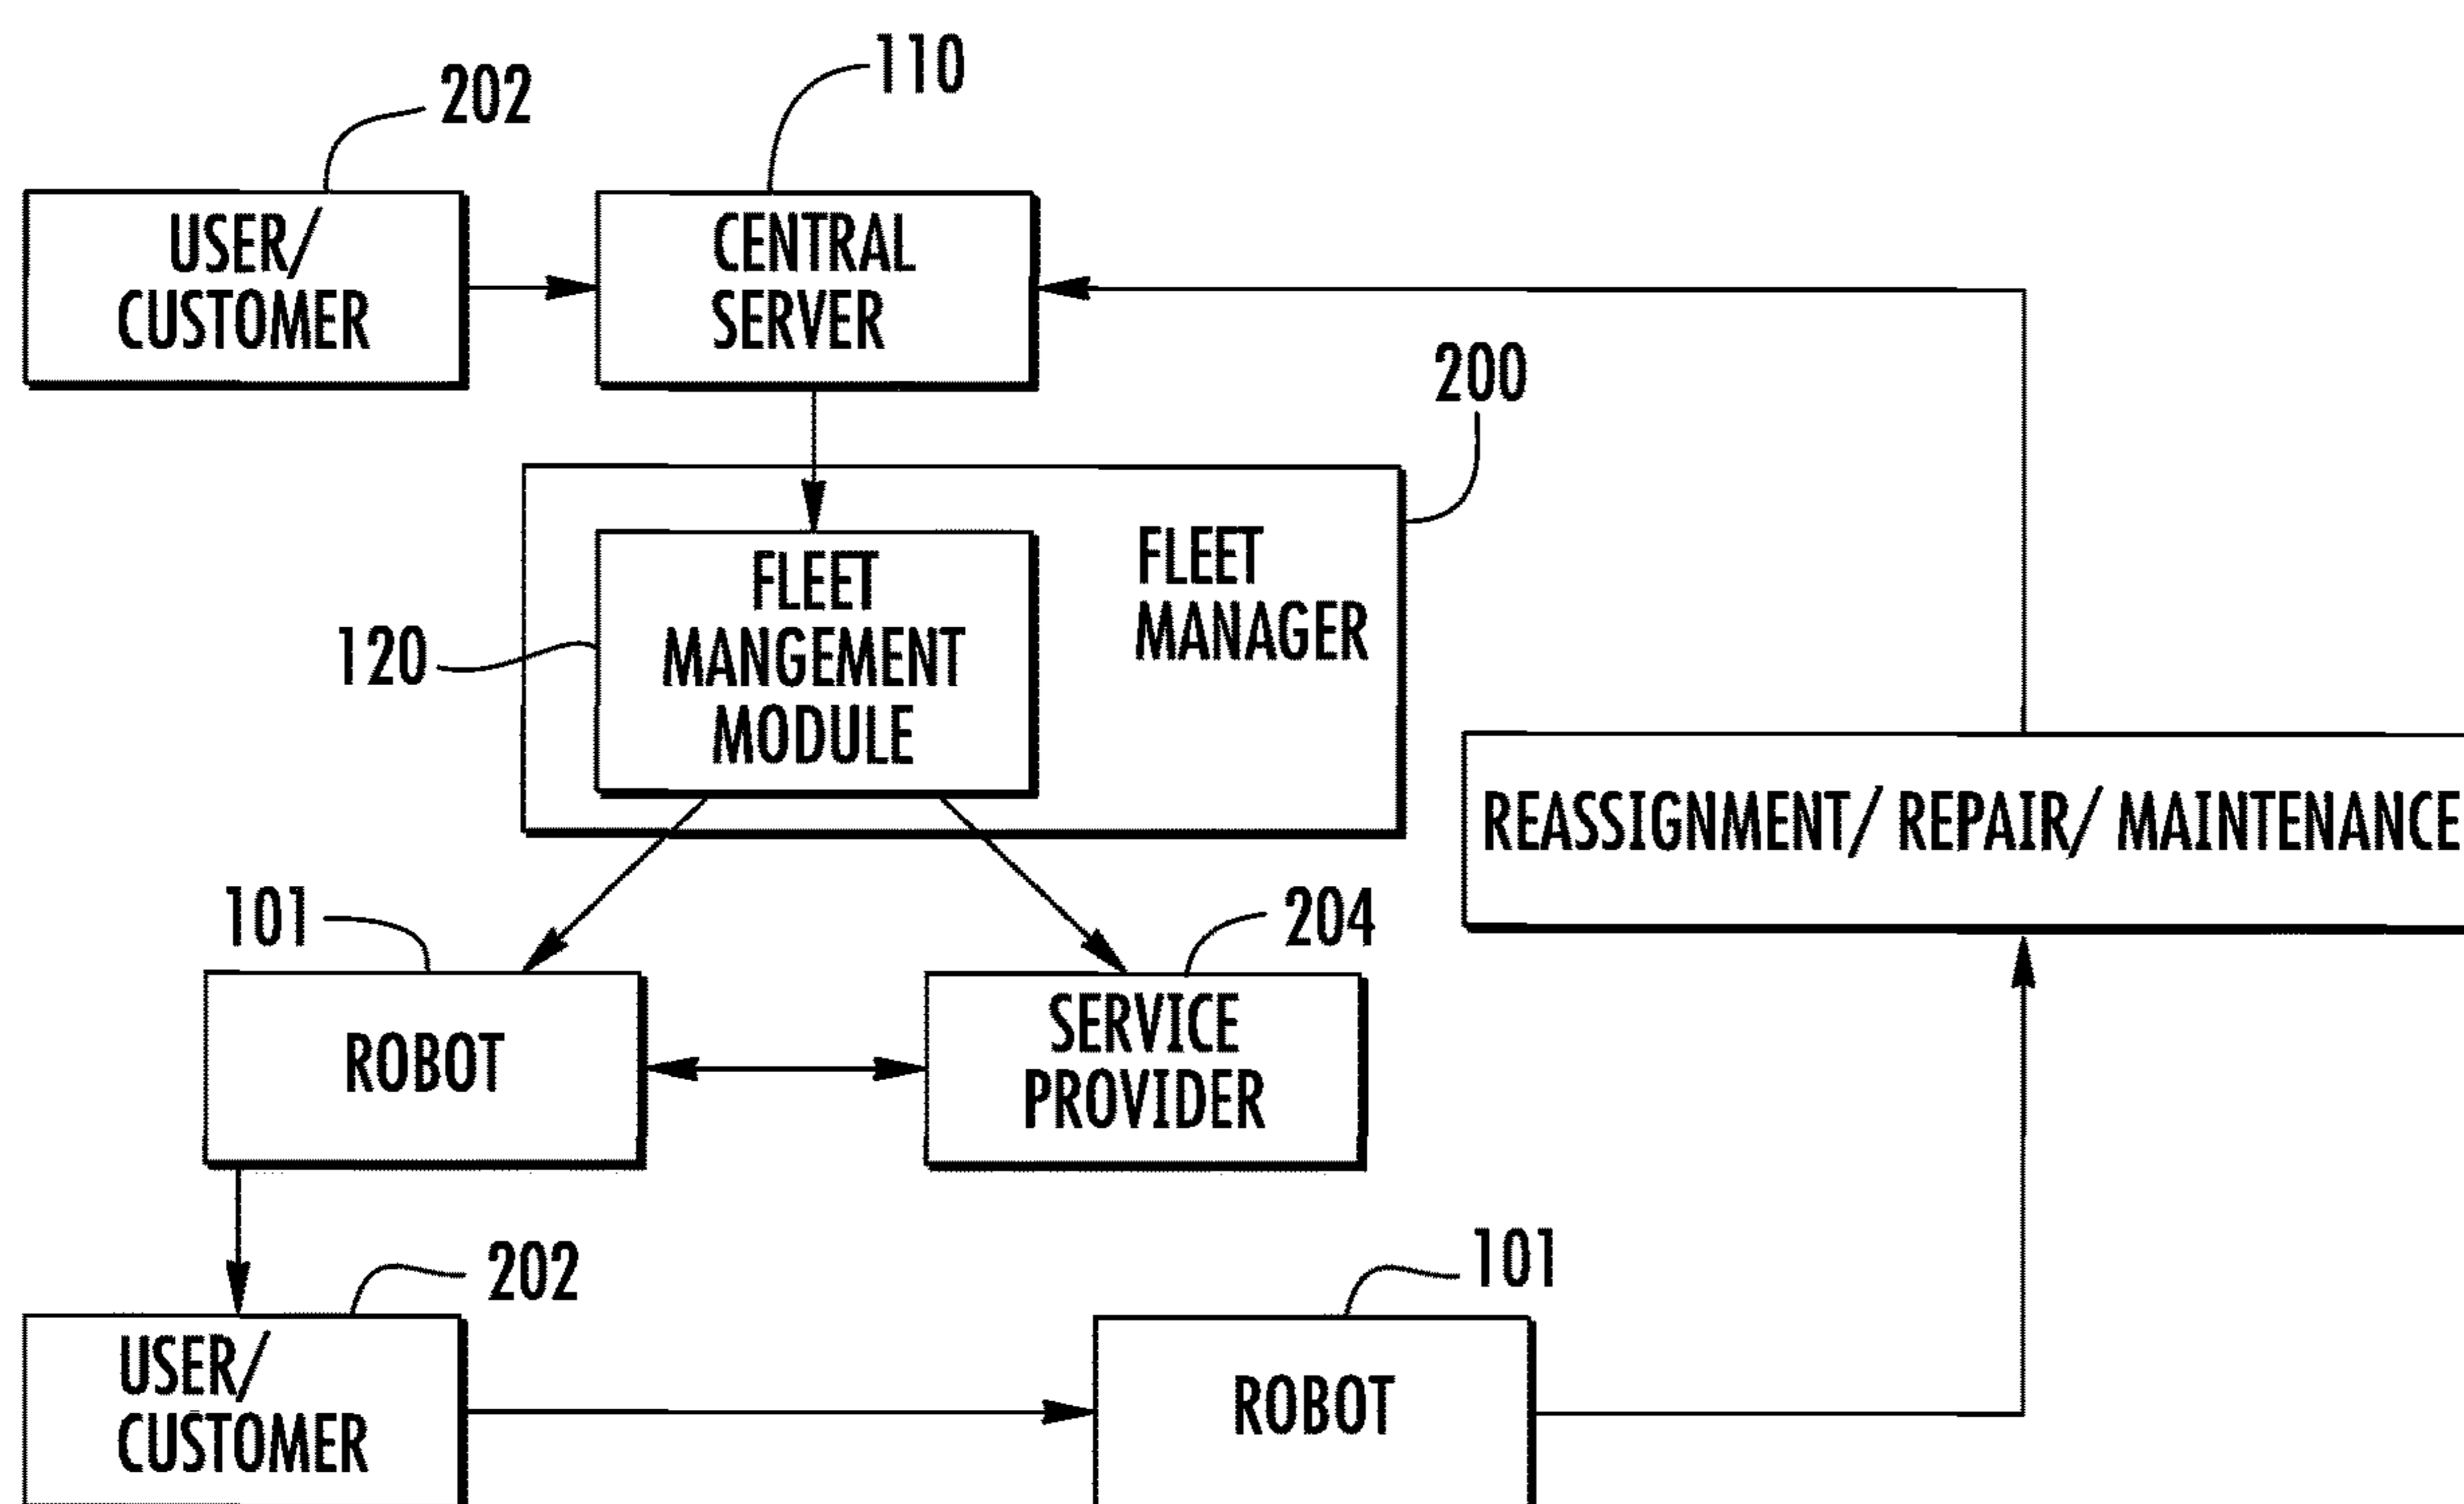 110
202
USER/
CUSTOMER
CENTRAL
SERVER
200
FLEET
MANGEMENT
MODULE
FLEET
MANAGER
120
REASSIGNMENT/ REPAIR/ MAINTENANCE
101
204
ROBOT
SERVICE
PROVIDER
202
101
USER/
CUSTOMER
ROBOT